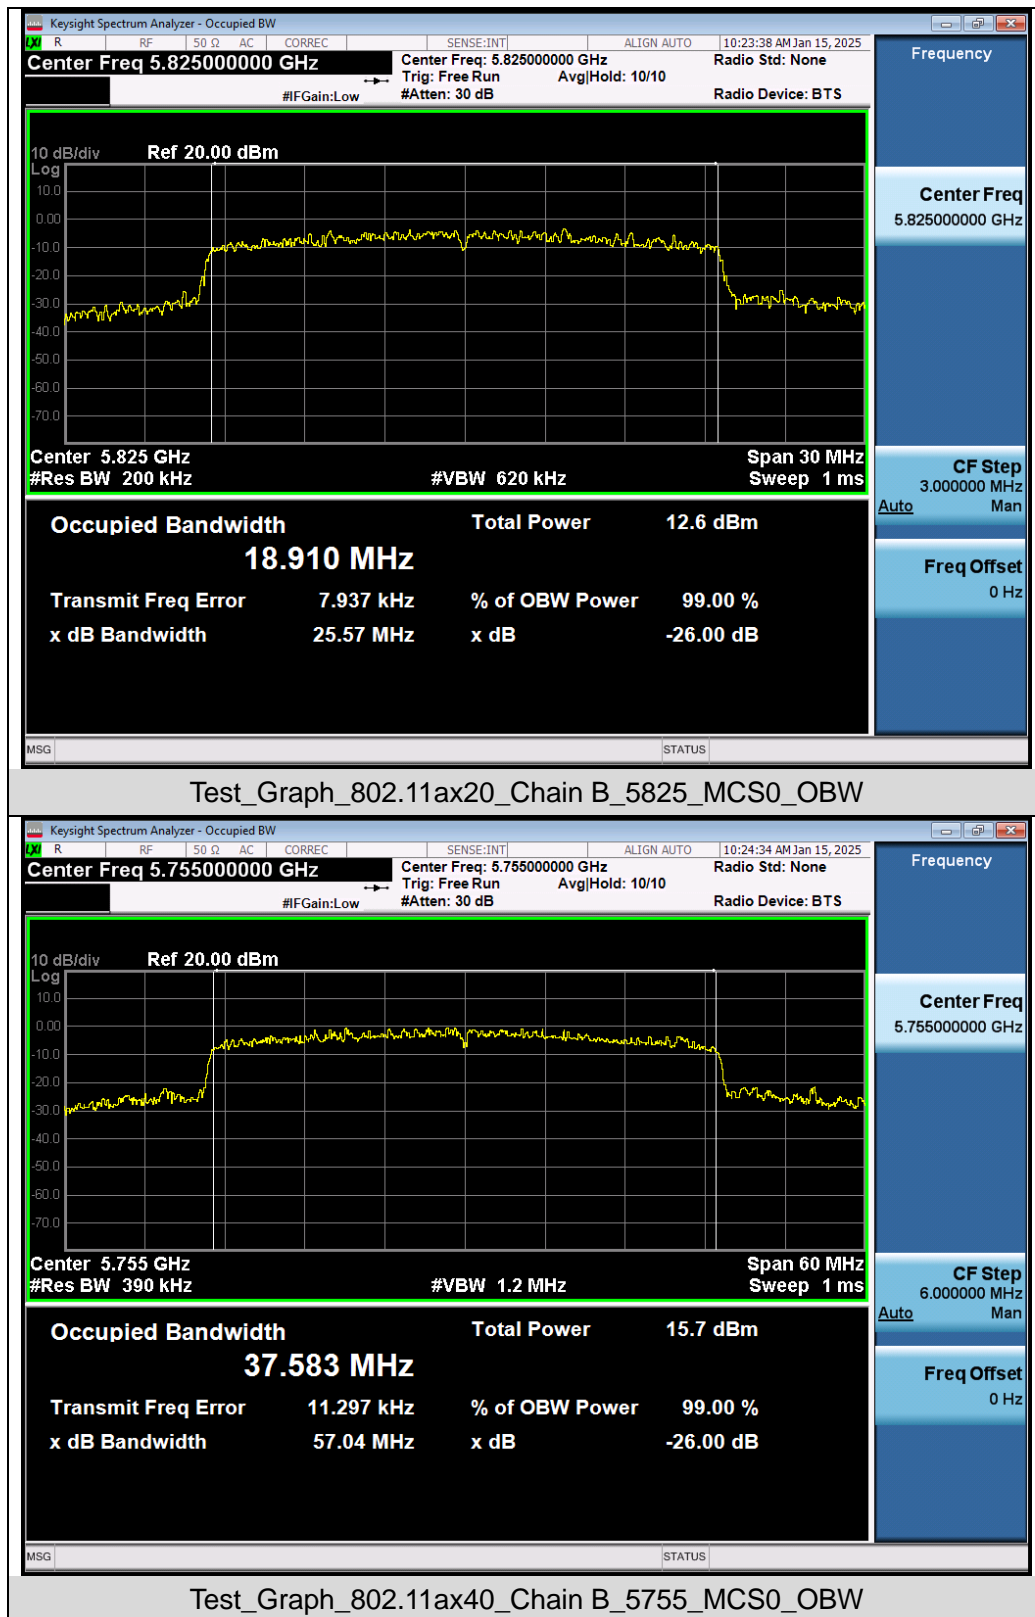 Keysight Spectrum Analyzer - Occupied BW
LXI R RF 50 Ω AC CORREC SENSE:INT ALIGN AUTO 10:23:38 AM Jan 15, 2025
Center Freq 5.825000000 GHz
Center Freq: 5.825000000 GHz
Radio Std: None
Trig: Free Run Avg|Hold: 10/10
#IFGain:Low
#Atten: 30 dB
Radio Device: BTS
Frequency
10 dB/div Ref 20.00 dBm
Log
10.0
0.00
-10.0
-20.0
-30.0
-40.0
-50.0
-60.0
-70.0
Center 5.825 GHz Span 30 MHz
#Res BW 200 kHz #VBW 620 kHz Sweep 1 ms
Center Freq
5.825000000 GHz
CF Step
3.000000 MHz
Auto Man
Freq Offset
0 Hz
Occupied Bandwidth Total Power 12.6 dBm
18.910 MHz
Transmit Freq Error 7.937 kHz % of OBW Power 99.00 %
x dB Bandwidth 25.57 MHz x dB -26.00 dB
MSG STATUS
Test_Graph_802.11ax20_Chain B_5825_MCS0_OBW
Keysight Spectrum Analyzer - Occupied BW
LXI R RF 50 Ω AC CORREC SENSE:INT ALIGN AUTO 10:24:34 AM Jan 15, 2025
Center Freq 5.755000000 GHz
Center Freq: 5.755000000 GHz
Radio Std: None
Trig: Free Run Avg|Hold: 10/10
#IFGain:Low
#Atten: 30 dB
Radio Device: BTS
Frequency
10 dB/div Ref 20.00 dBm
Log
10.0
0.00
-10.0
-20.0
-30.0
-40.0
-50.0
-60.0
-70.0
Center 5.755 GHz Span 60 MHz
#Res BW 390 kHz #VBW 1.2 MHz Sweep 1 ms
Center Freq
5.755000000 GHz
CF Step
6.000000 MHz
Auto Man
Freq Offset
0 Hz
Occupied Bandwidth Total Power 15.7 dBm
37.583 MHz
Transmit Freq Error 11.297 kHz % of OBW Power 99.00 %
x dB Bandwidth 57.04 MHz x dB -26.00 dB
MSG STATUS
Test_Graph_802.11ax40_Chain B_5755_MCS0_OBW